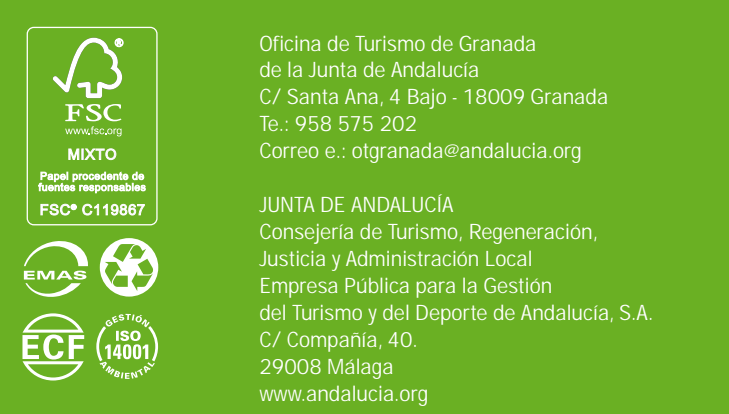 FSC
www.fsc.org
MIXTO
Papel procedente de
fuentes responsables
FSC® C119867
EMAS
ECF
GESTIÓN
ISO
14001
AMBIENTAL
Oficina de Turismo de Granada
de la Junta de Andalucía
C/ Santa Ana, 4 Bajo - 18009 Granada
Te.: 958 575 202
Correo e.: otgranada@andalucia.org
JUNTA DE ANDALUCÍA
Consejería de Turismo, Regeneración,
Justicia y Administración Local
Empresa Pública para la Gestión
del Turismo y del Deporte de Andalucía, S.A.
C/ Compañía, 40.
29008 Málaga
www.andalucia.org